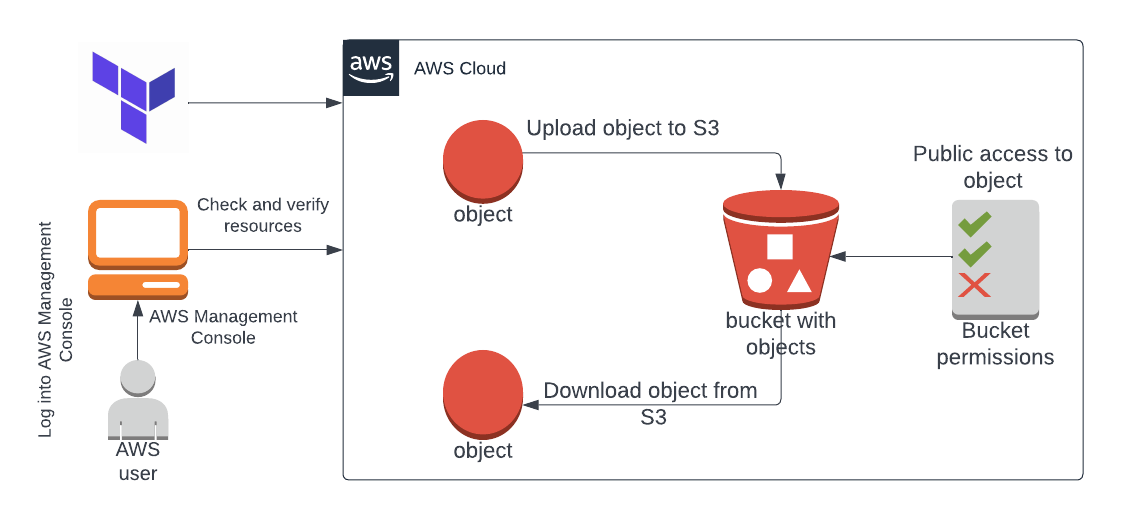 aws
AWS Cloud
Upload object to S3
object
Public access to
object
Check and verify
resources
Log into AWS Management
Console
AWS Management
Console
bucket with
objects
Bucket
permissions
Download object from
S3
object
AWS
user